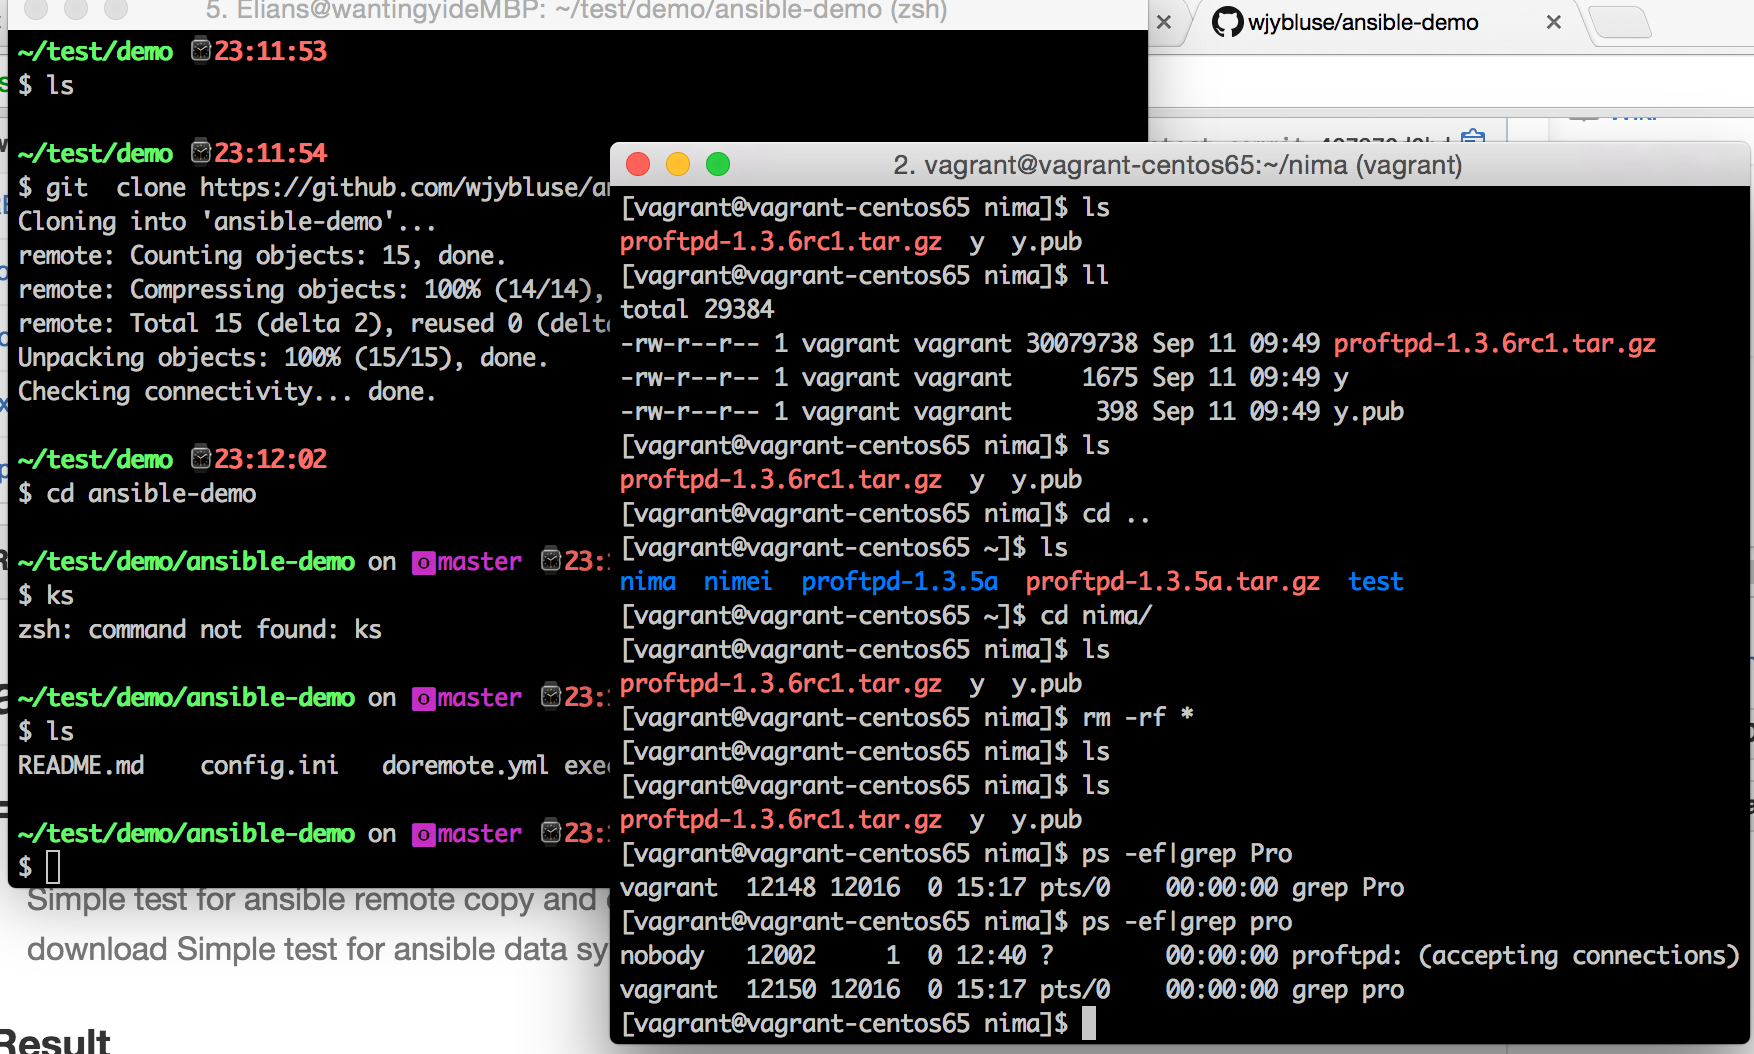 5. Elians@wantingyideMBP: ~/test/demo/ansible-demo (zsh)
wjybluse/ansible-demo
~/test/demo 23:11:53
$ ls
~/test/demo 23:11:54
$ git  clone https://github.com/wjybluse/an
Cloning into 'ansible-demo'...
remote: Counting objects: 15, done.
remote: Compressing objects: 100% (14/14),
remote: Total 15 (delta 2), reused 0 (delta
Unpacking objects: 100% (15/15), done.
Checking connectivity... done.
~/test/demo 23:12:02
$ cd ansible-demo
~/test/demo/ansible-demo on master 23:
$ ks
zsh: command not found: ks
~/test/demo/ansible-demo on master 23:
$ ls
README.md    config.ini   doremote.yml exec
~/test/demo/ansible-demo on master 23:
$
Simple test for ansible remote copy and
download Simple test for ansible data sy
Result
2. vagrant@vagrant-centos65:~/nima (vagrant)
[vagrant@vagrant-centos65 nima]$ ls
proftpd-1.3.6rc1.tar.gz  y  y.pub
[vagrant@vagrant-centos65 nima]$ ll
total 29384
-rw-r--r-- 1 vagrant vagrant 30079738 Sep 11 09:49 proftpd-1.3.6rc1.tar.gz
-rw-r--r-- 1 vagrant vagrant     1675 Sep 11 09:49 y
-rw-r--r-- 1 vagrant vagrant      398 Sep 11 09:49 y.pub
[vagrant@vagrant-centos65 nima]$ ls
proftpd-1.3.6rc1.tar.gz  y  y.pub
[vagrant@vagrant-centos65 nima]$ cd ..
[vagrant@vagrant-centos65 ~]$ ls
nima  nimei  proftpd-1.3.5a  proftpd-1.3.5a.tar.gz  test
[vagrant@vagrant-centos65 ~]$ cd nima/
[vagrant@vagrant-centos65 nima]$ ls
proftpd-1.3.6rc1.tar.gz  y  y.pub
[vagrant@vagrant-centos65 nima]$ rm -rf *
[vagrant@vagrant-centos65 nima]$ ls
[vagrant@vagrant-centos65 nima]$ ls
proftpd-1.3.6rc1.tar.gz  y  y.pub
[vagrant@vagrant-centos65 nima]$ ps -ef|grep Pro
vagrant  12148 12016  0 15:17 pts/0    00:00:00 grep Pro
[vagrant@vagrant-centos65 nima]$ ps -ef|grep pro
nobody   12002     1  0 12:40 ?        00:00:00 proftpd: (accepting connections)
vagrant  12150 12016  0 15:17 pts/0    00:00:00 grep pro
[vagrant@vagrant-centos65 nima]$